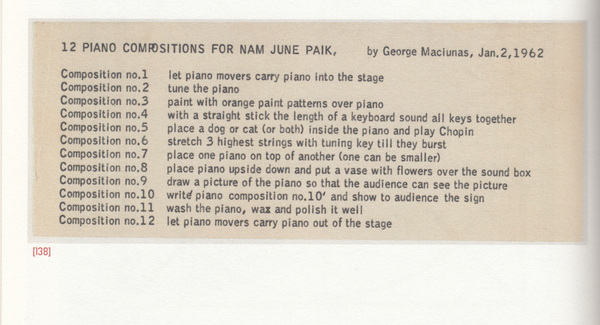 12 PIANO COMPOSITIONS FOR NAM JUNE PAIK, by George Maciunas, Jan.2,1962
Composition no.1 let piano movers carry piano into the stage
Composition no.2 tune the piano
Composition no.3 paint with orange paint patterns over piano
Composition no.4 with a straight stick the length of a keyboard sound all keys together
Composition no.5 place a dog or cat (or both) inside the piano and play Chopin
Composition no.6 stretch 3 highest strings with tuning key till they burst
Composition no.7 place one piano on top of another (one can be smaller)
Composition no.8 place piano upside down and put a vase with flowers over the sound box
Composition no.9 draw a picture of the piano so that the audience can see the picture
Composition no.10 write' piano composition no.10' and show to audience the sign
Composition no.11 wash the piano, wax and polish it well
Composition no.12 let piano movers carry piano out of the stage
[138]